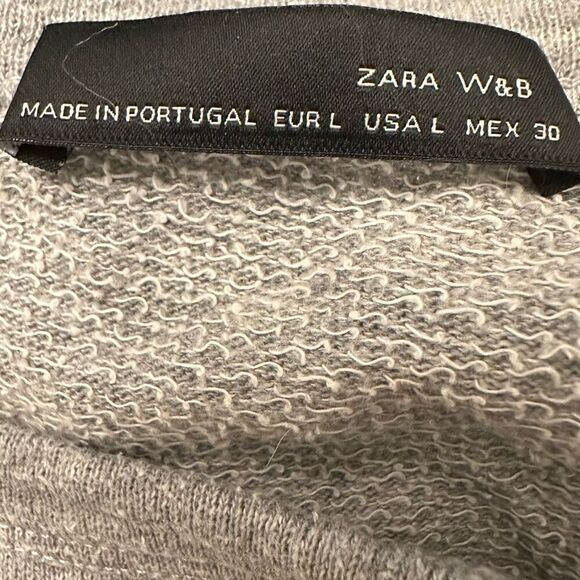 ZARA W&B
MADE IN PORTUGAL EUR L USA L MEX 30